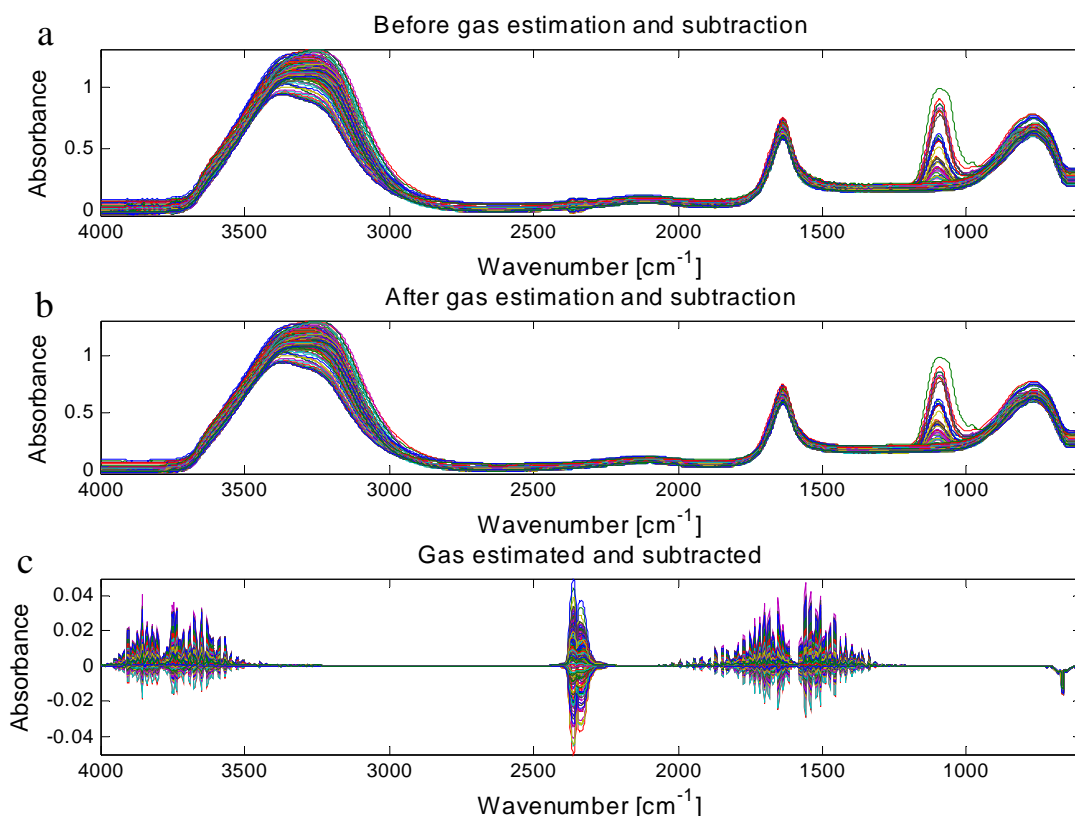 a
Before gas estimation and subtraction
Absorbance
1
0.5
0
4000 3500 3000 2500 2000 1500 1000
Wavenumber [cm-1]
b
After gas estimation and subtraction
Absorbance
1
0.5
0
4000 3500 3000 2500 2000 1500 1000
Wavenumber [cm-1]
c
Gas estimated and subtracted
Absorbance
0.04
0.02
0
-0.02
-0.04
4000 3500 3000 2500 2000 1500 1000
Wavenumber [cm-1]